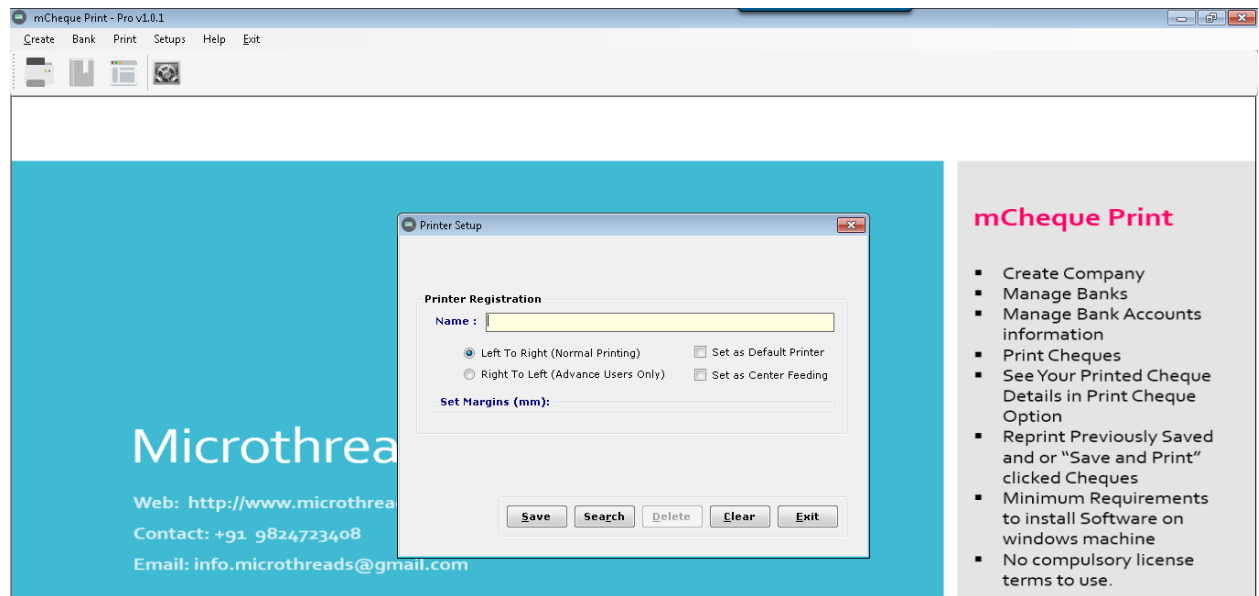 mCheque Print - Pro v1.0.1
Create Bank Print Setups Help Exit
Printer Setup
Printer Registration
Name :
Left To Right (Normal Printing)
Set as Default Printer
Right To Left (Advance Users Only)
Set as Center Feeding
Set Margins (mm):
Save Search Delete Clear Exit
Microthrea
Web: http://www.microthrea
Contact: +91 9824723408
Email: info.microthreads@gmail.com
mCheque Print
▪ Create Company
▪ Manage Banks
▪ Manage Bank Accounts
information
▪ Print Cheques
▪ See Your Printed Cheque
Details in Print Cheque
Option
▪ Reprint Previously Saved
and or “Save and Print”
clicked Cheques
▪ Minimum Requirements
to install Software on
windows machine
▪ No compulsory license
terms to use.